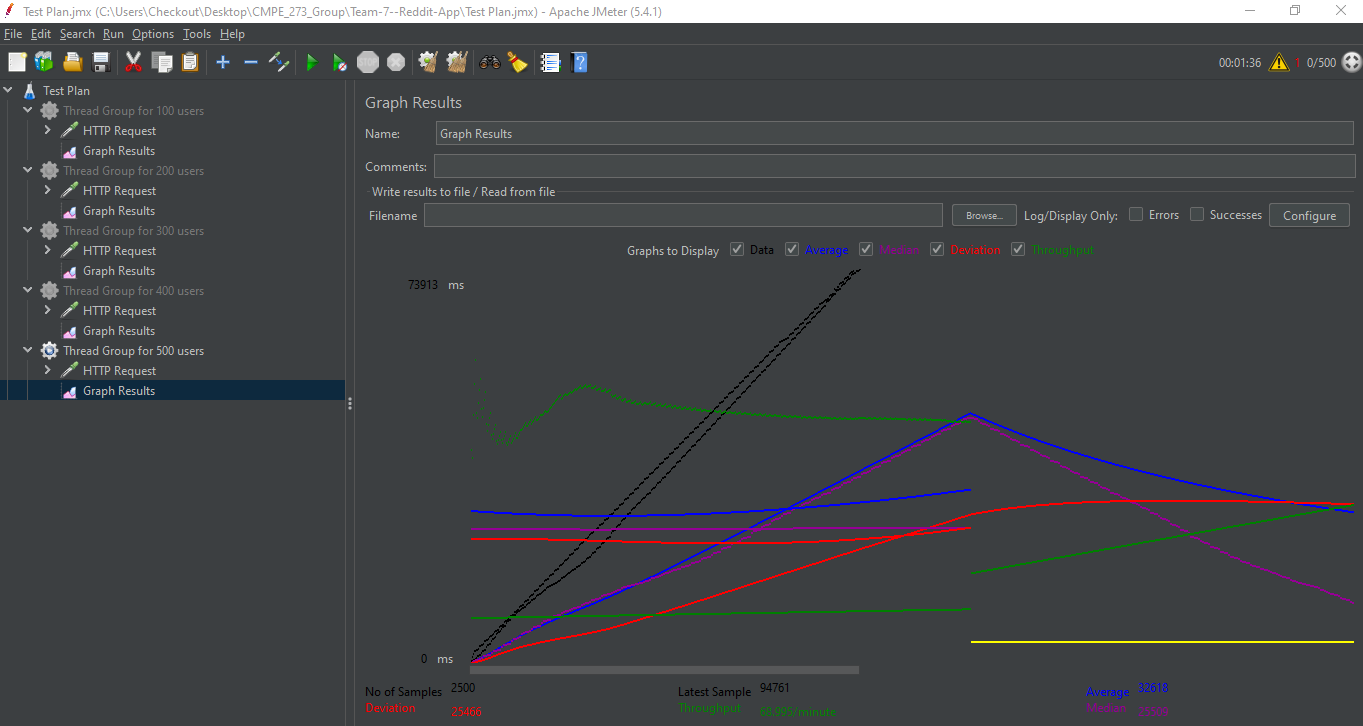 Test Plan.jmx (C:\Users\Checkout\Desktop\CMPE_273_Group\Team-7--Reddit-App\Test Plan.jmx) - Apache JMeter (5.4.1)
File Edit Search Run Options Tools Help
STOP
00:01:36 1 0/500
Test Plan
Thread Group for 100 users
HTTP Request
Graph Results
Thread Group for 200 users
HTTP Request
Graph Results
Thread Group for 300 users
HTTP Request
Graph Results
Thread Group for 400 users
HTTP Request
Graph Results
Thread Group for 500 users
HTTP Request
Graph Results
Graph Results
Name: Graph Results
Comments:
Write results to file / Read from file
Filename Browse... Log/Display Only: Errors Successes Configure
Graphs to Display Data Average Median Deviation Throughput
73913 ms
0 ms
No of Samples 2500 Latest Sample 94761 Average 32618
Deviation 25466 Throughput 68.995/minute Median